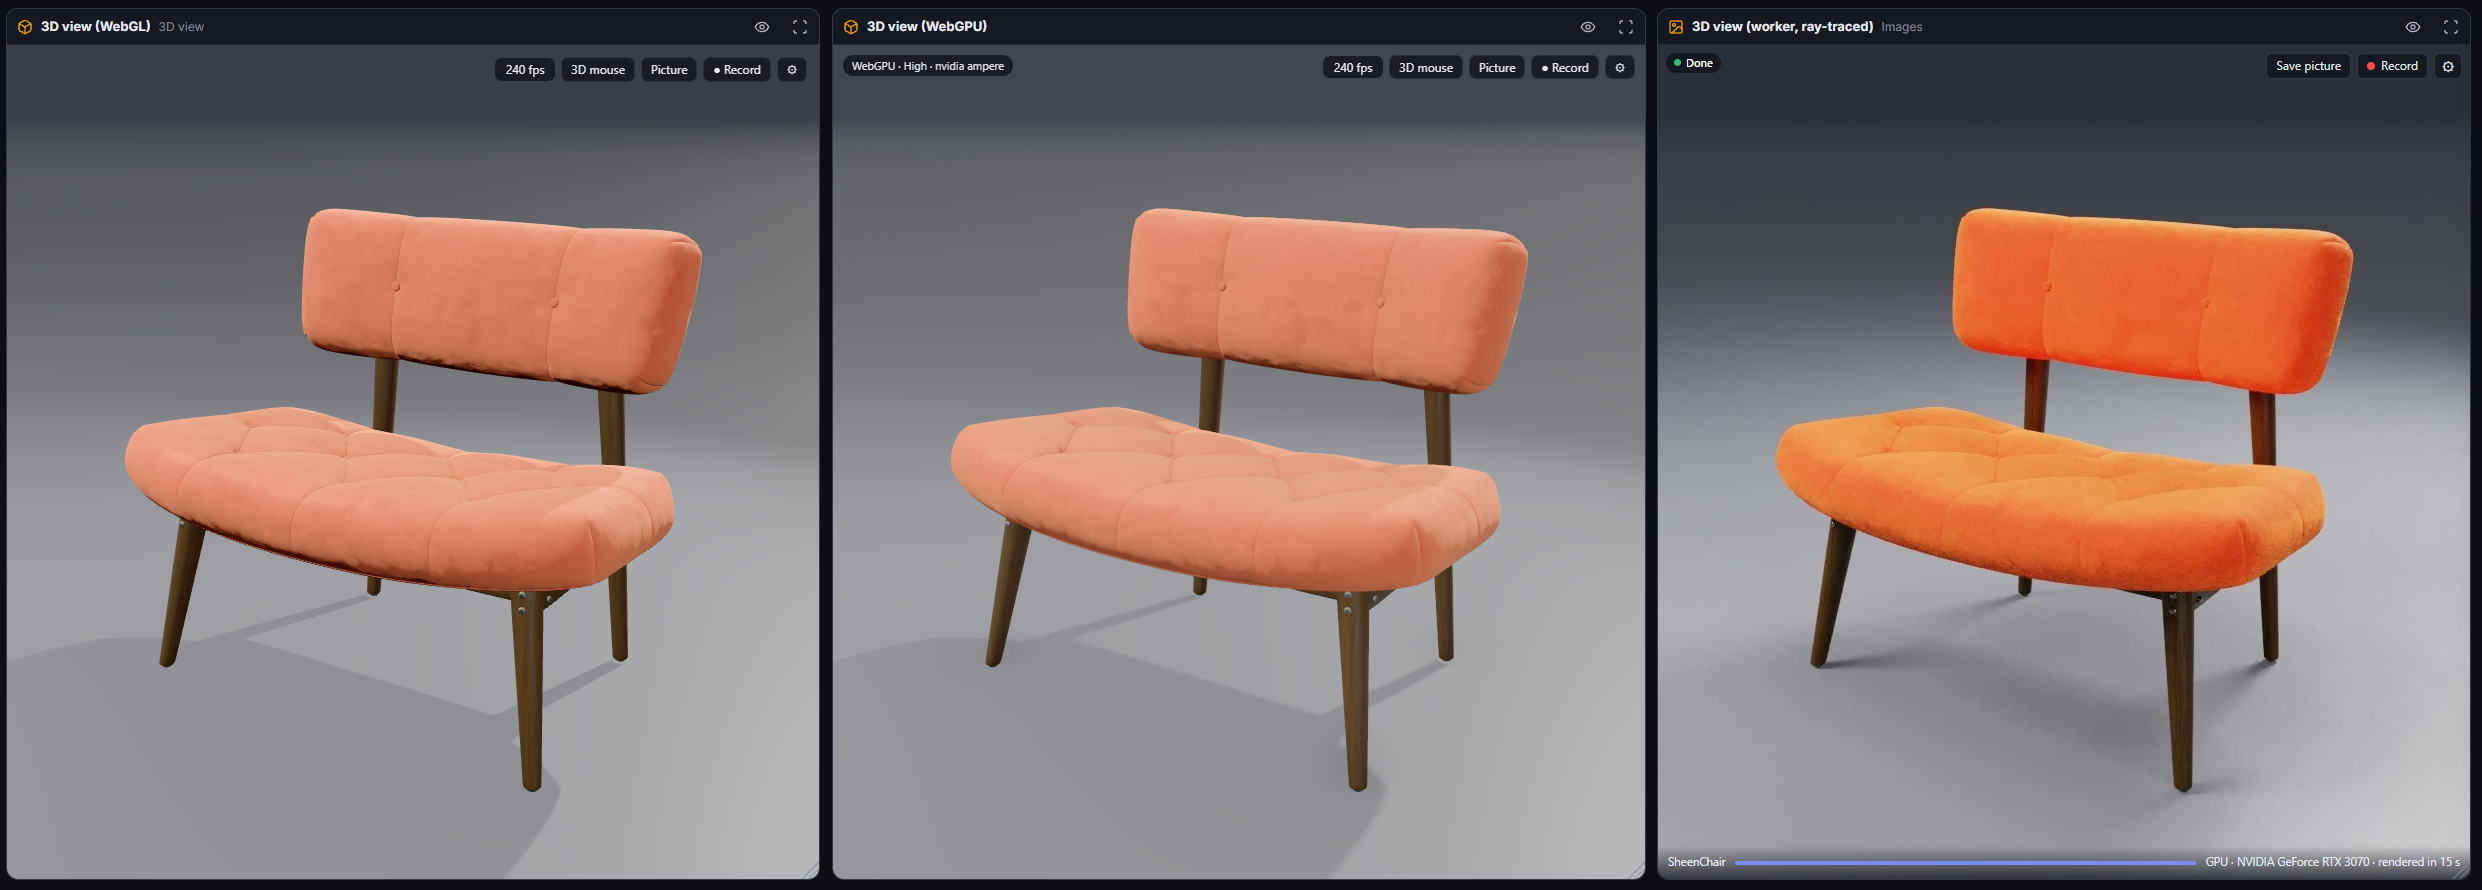 3D view (WebGL) 3D view
240 fps 3D mouse Picture Record
3D view (WebGPU)
WebGPU · High · nvidia ampere
240 fps 3D mouse Picture Record
3D view (worker, ray-traced) Images
Done
Save picture Record
SheenChair
GPU · NVIDIA GeForce RTX 3070 · rendered in 15 s